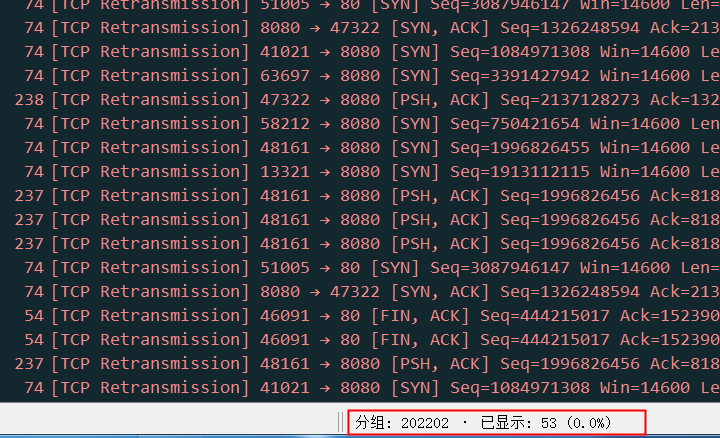 74 [TCP Retransmission] 51005 → 80 [SYN] Seq=3087946147 Win=14600 Len=
74 [TCP Retransmission] 8080 → 47322 [SYN, ACK] Seq=1326248594 Ack=213
74 [TCP Retransmission] 41021 → 8080 [SYN] Seq=1084971308 Win=14600 Le
74 [TCP Retransmission] 63697 → 8080 [SYN] Seq=3391427942 Win=14600 Le
238 [TCP Retransmission] 47322 → 8080 [PSH, ACK] Seq=2137128273 Ack=132
74 [TCP Retransmission] 58212 → 8080 [SYN] Seq=750421654 Win=14600 Len
74 [TCP Retransmission] 48161 → 8080 [SYN] Seq=1996826455 Win=14600 Le
74 [TCP Retransmission] 13321 → 8080 [SYN] Seq=1913112115 Win=14600 Le
237 [TCP Retransmission] 48161 → 8080 [PSH, ACK] Seq=1996826456 Ack=818
237 [TCP Retransmission] 48161 → 8080 [PSH, ACK] Seq=1996826456 Ack=818
237 [TCP Retransmission] 48161 → 8080 [PSH, ACK] Seq=1996826456 Ack=818
74 [TCP Retransmission] 51005 → 80 [SYN] Seq=3087946147 Win=14600 Len=
74 [TCP Retransmission] 8080 → 47322 [SYN, ACK] Seq=1326248594 Ack=213
54 [TCP Retransmission] 46091 → 80 [FIN, ACK] Seq=444215017 Ack=152390
54 [TCP Retransmission] 46091 → 80 [FIN, ACK] Seq=444215017 Ack=152390
237 [TCP Retransmission] 48161 → 8080 [PSH, ACK] Seq=1996826456 Ack=818
74 [TCP Retransmission] 41021 → 8080 [SYN] Seq=1084971308 Win=14600 Le
分组: 202202 · 已显示: 53 (0.0%)